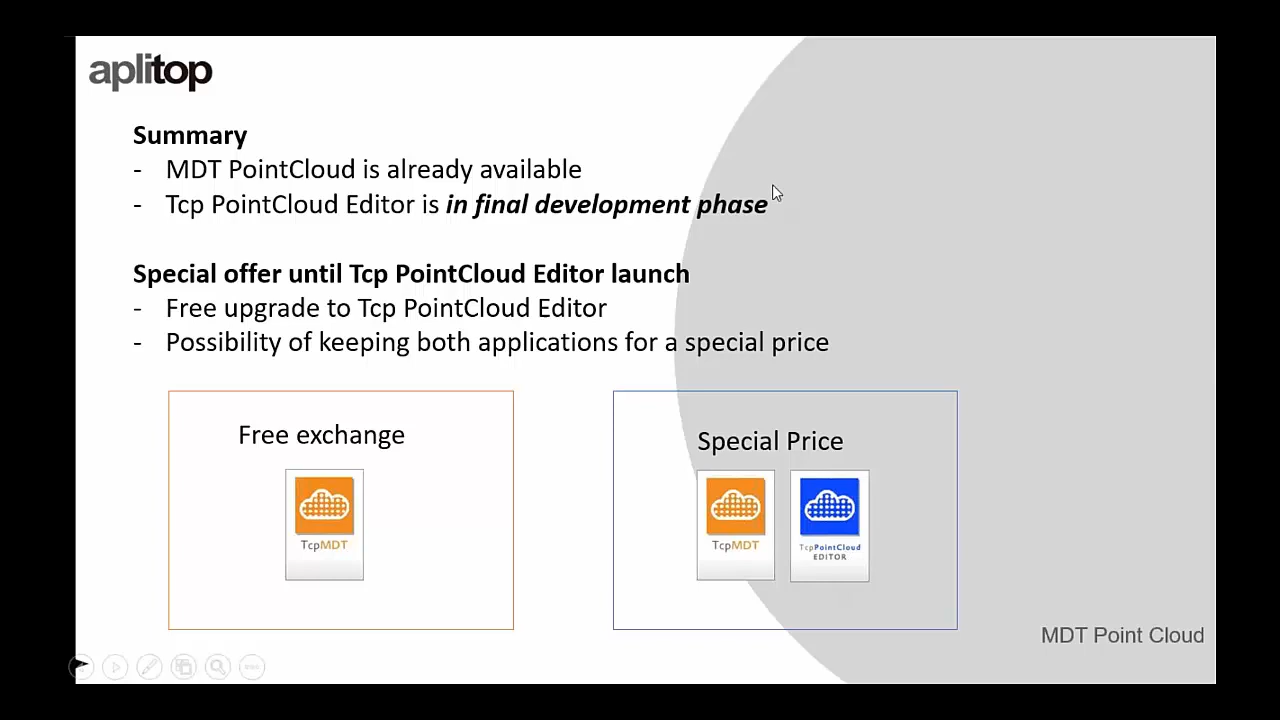 aplitop
Summary
- MDT PointCloud is already available
- Tcp PointCloud Editor is in final development phase
Special offer until Tcp PointCloud Editor launch
- Free upgrade to Tcp PointCloud Editor
- Possibility of keeping both applications for a special price
Free exchange
TcpMDT
Special Price
TcpMDT
TcpPointCloud
EDITOR
MDT Point Cloud